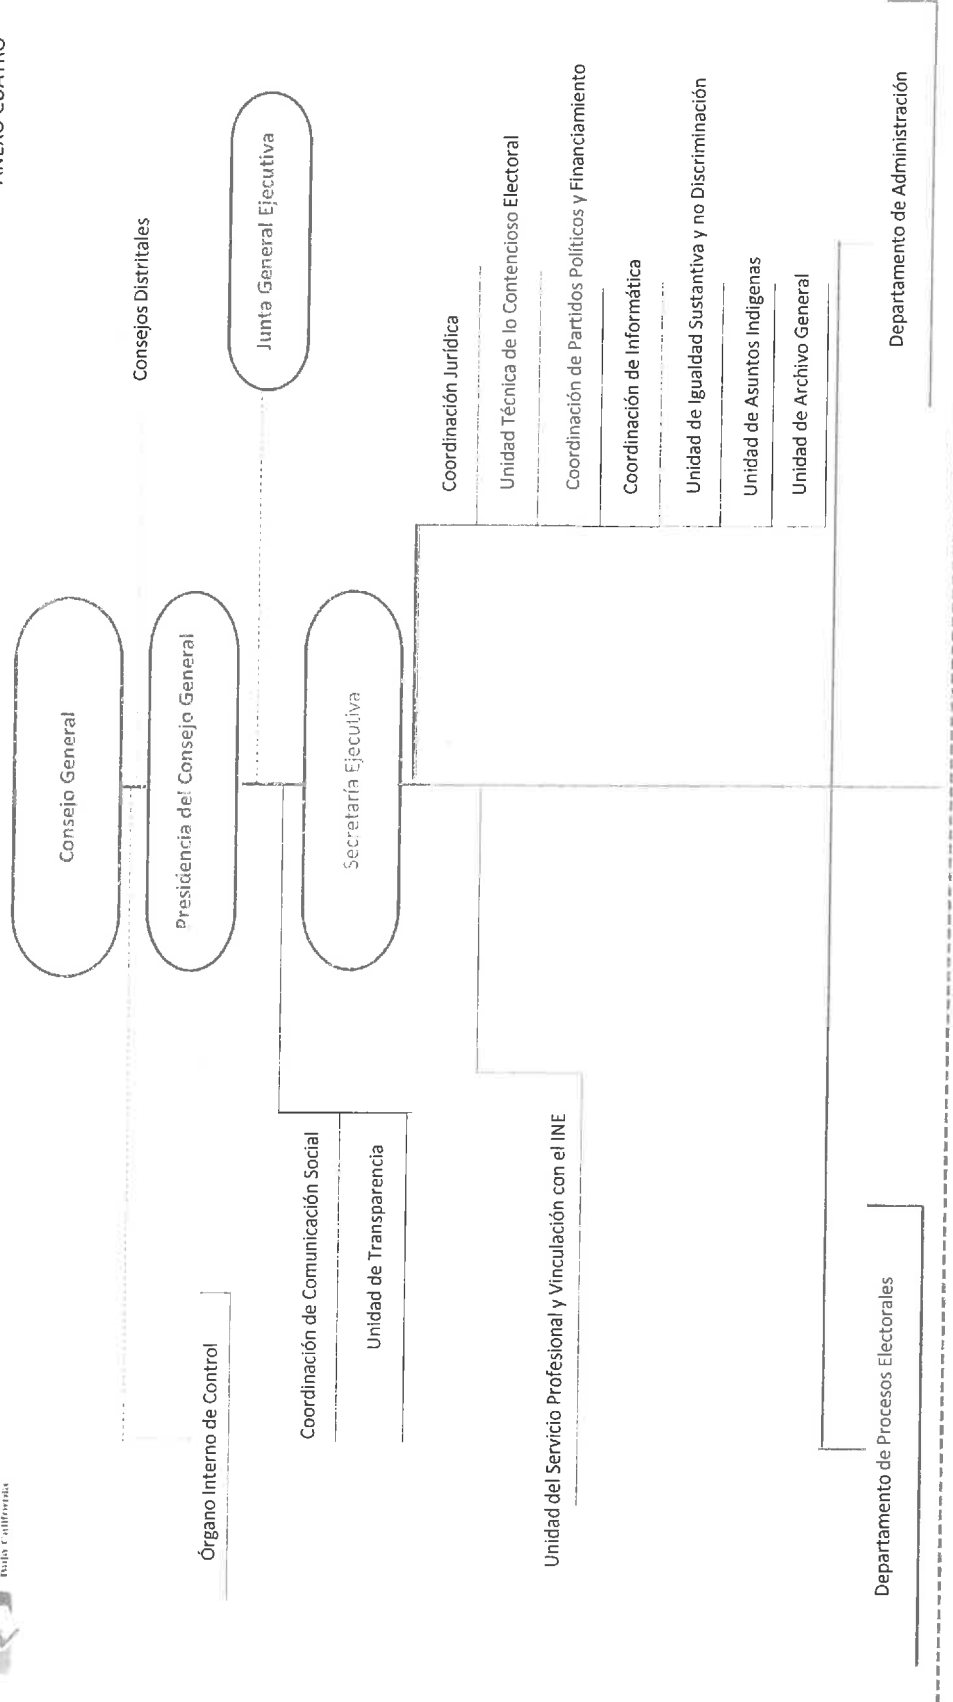 Baja California
ANEXO CUATRO
Consejo General
Consejos Distritales
Presidencia del Consejo General
Órgano Interno de Control
Junta General Ejecutiva
Coordinación de Comunicación Social
Unidad de Transparencia
Secretaría Ejecutiva
Coordinación Jurídica
Unidad Técnica de lo Contencioso Electoral
Coordinación de Partidos Políticos y Financiamiento
Unidad del Servicio Profesional y Vinculación con el INE
Coordinación de Informática
Unidad de Igualdad Sustantiva y no Discriminación
Unidad de Asuntos Indigenas
Unidad de Archivo General
Departamento de Procesos Electorales
Departamento de Administración